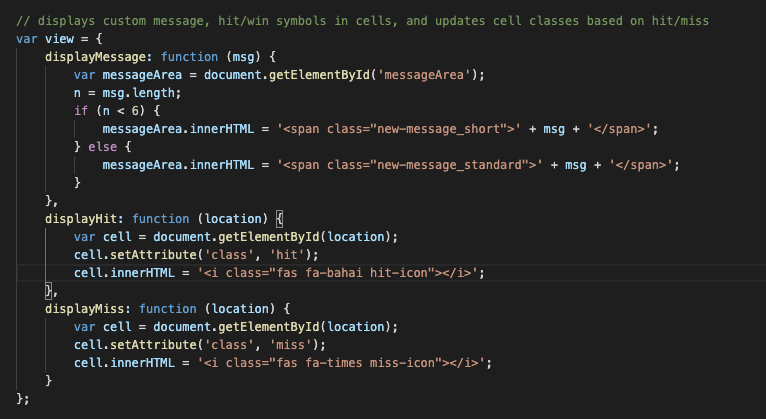 // displays custom message, hit/win symbols in cells, and updates cell classes based on hit/miss
var view = {
    displayMessage: function (msg) {
        var messageArea = document.getElementById('messageArea');
        n = msg.length;
        if (n < 6) {
            messageArea.innerHTML = '<span class="new-message_short">' + msg + '</span>';
        } else {
            messageArea.innerHTML = '<span class="new-message_standard">' + msg + '</span>';
        }
    },
    displayHit: function (location) {
        var cell = document.getElementById(location);
        cell.setAttribute('class', 'hit');
        cell.innerHTML = '<i class="fas fa-bahai hit-icon"></i>';
    },
    displayMiss: function (location) {
        var cell = document.getElementById(location);
        cell.setAttribute('class', 'miss');
        cell.innerHTML = '<i class="fas fa-times miss-icon"></i>';
    }
};